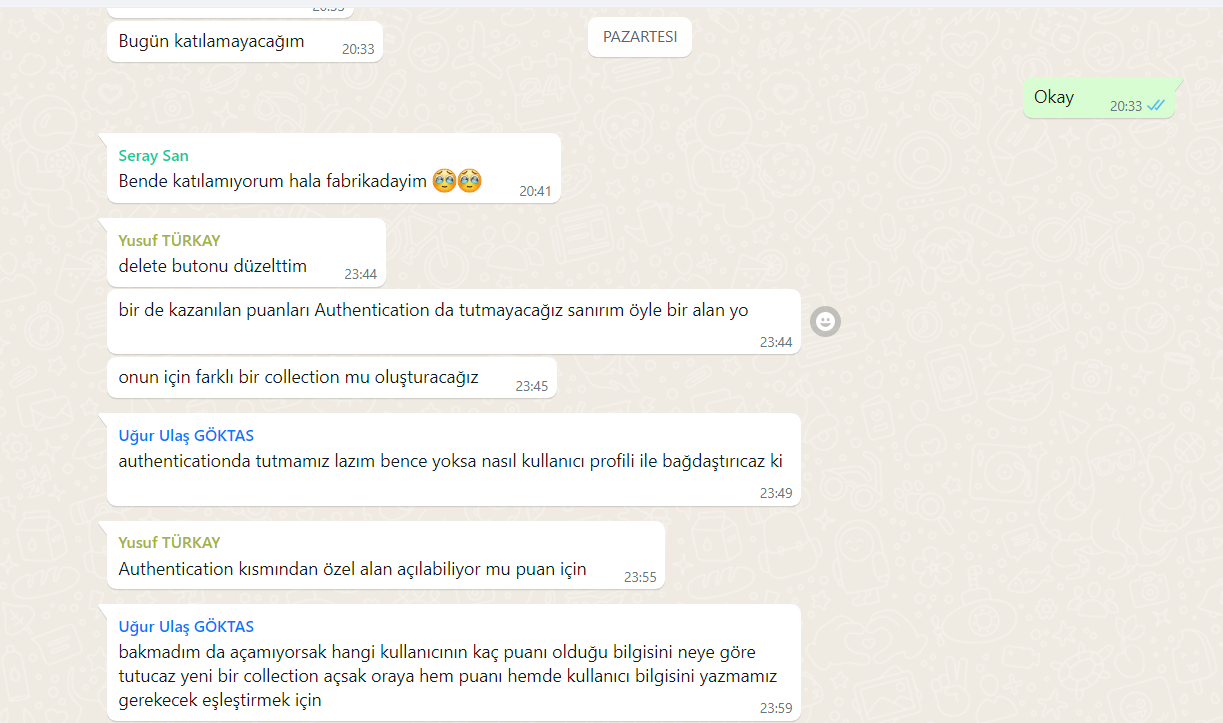 Bugün katılamayacağım
20:33
PAZARTESI
Okay
20:33
Seray San
Bende katılamıyorum hala fabrikadayim 🥹🥹
20:41
Yusuf TÜRKAY
delete butonu düzelttim
23:44
bir de kazanılan puanları Authentication da tutmayacağız sanırım öyle bir alan yo
23:44
onun için farklı bir collection mu oluşturacağız
23:45
Uğur Ulaş GÖKTAS
authenticationda tutmamız lazım bence yoksa nasıl kullanıcı profili ile bağdaştırıcaz ki
23:49
Yusuf TÜRKAY
Authentication kısmından özel alan açılabiliyor mu puan için
23:55
Uğur Ulaş GÖKTAS
bakmadım da açamıyorsak hangi kullanıcının kaç puanı olduğu bilgisini neye göre
tutucaz yeni bir collection açsak oraya hem puanı hemde kullanıcı bilgisini yazmamız
gerekecek eşleştirmek için
23:59